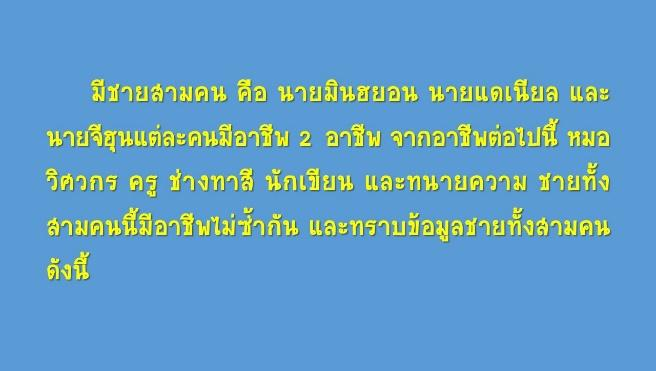 มีชายสามคน คือ นายมินฮยอน นายแดเนียล และ
นายจีฮุนแต่ละคนมีอาชีพ 2 อาชีพ จากอาชีพต่อไปนี้ หมอ
วิศวกร ครู ช่างทาสี นักเขียน และทนายความ ชายทั้ง
สามคนนี้มีอาชีพไม่ซ้ำกัน และทราบข้อมูลชายทั้งสามคน
ดังนี้